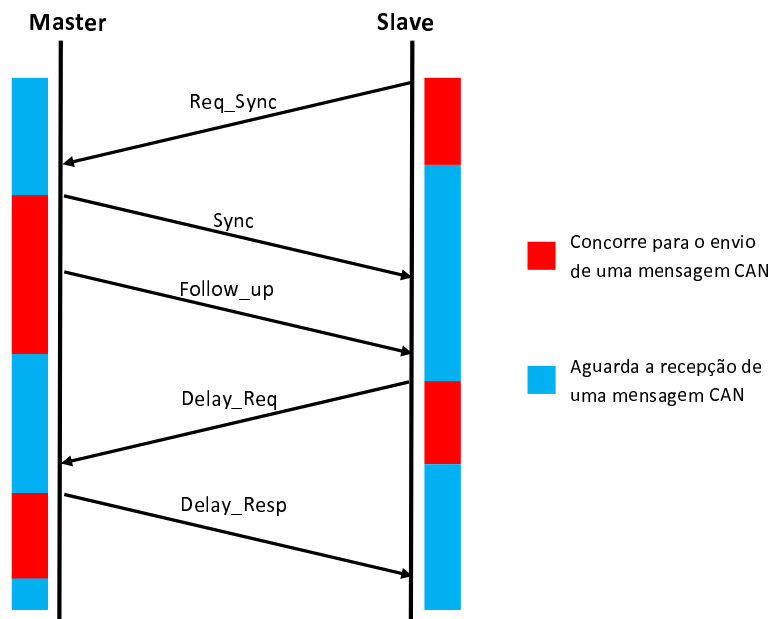 Master
Slave
Req_Sync
Sync
Follow_up
Delay_Req
Delay_Resp
Concorre para o envio
de uma mensagem CAN
Aguarda a recepção de
uma mensagem CAN